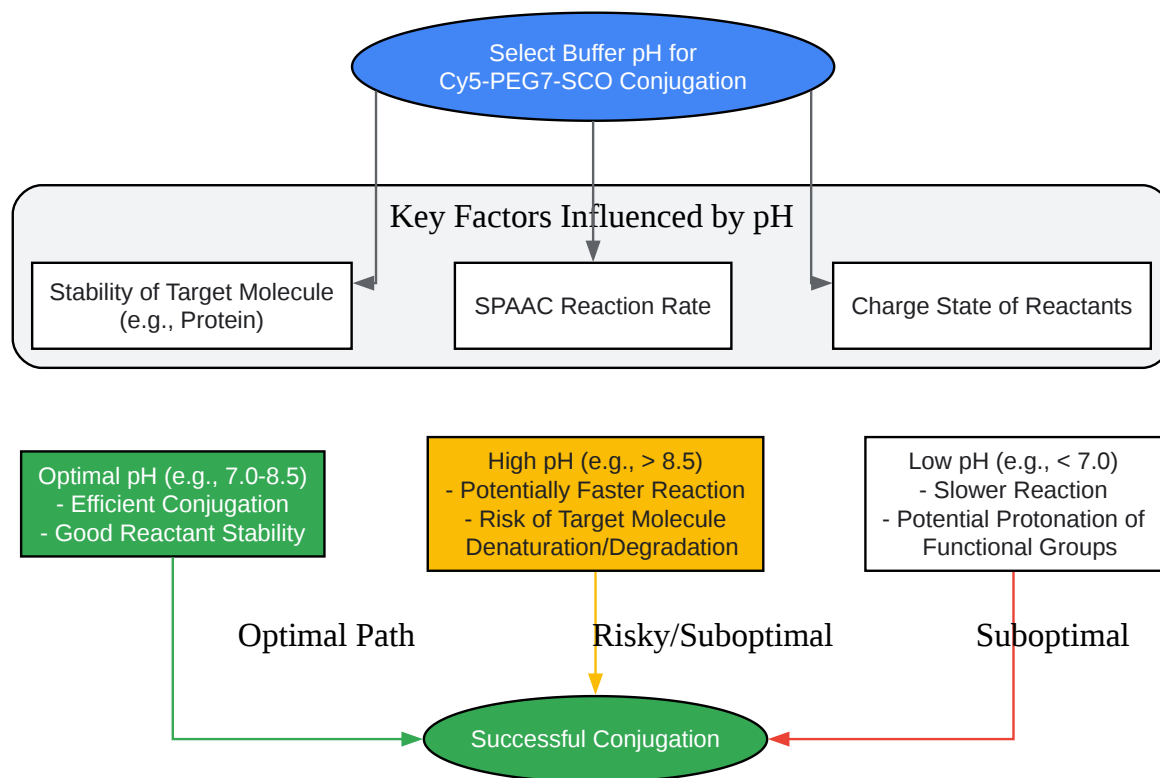 Select Buffer pH for
Cy5-PEG7-SCO Conjugation
Key Factors Influenced by pH
Stability of Target Molecule
(e.g., Protein)
SPAAC Reaction Rate
Charge State of Reactants
Optimal pH (e.g., 7.0-8.5)
- Efficient Conjugation
- Good Reactant Stability
High pH (e.g., > 8.5)
- Potentially Faster Reaction
- Risk of Target Molecule
Denaturation/Degradation
Low pH (e.g., < 7.0)
- Slower Reaction
- Potential Protonation of
Functional Groups
Optimal Path
Risky/Suboptimal
Suboptimal
Successful Conjugation